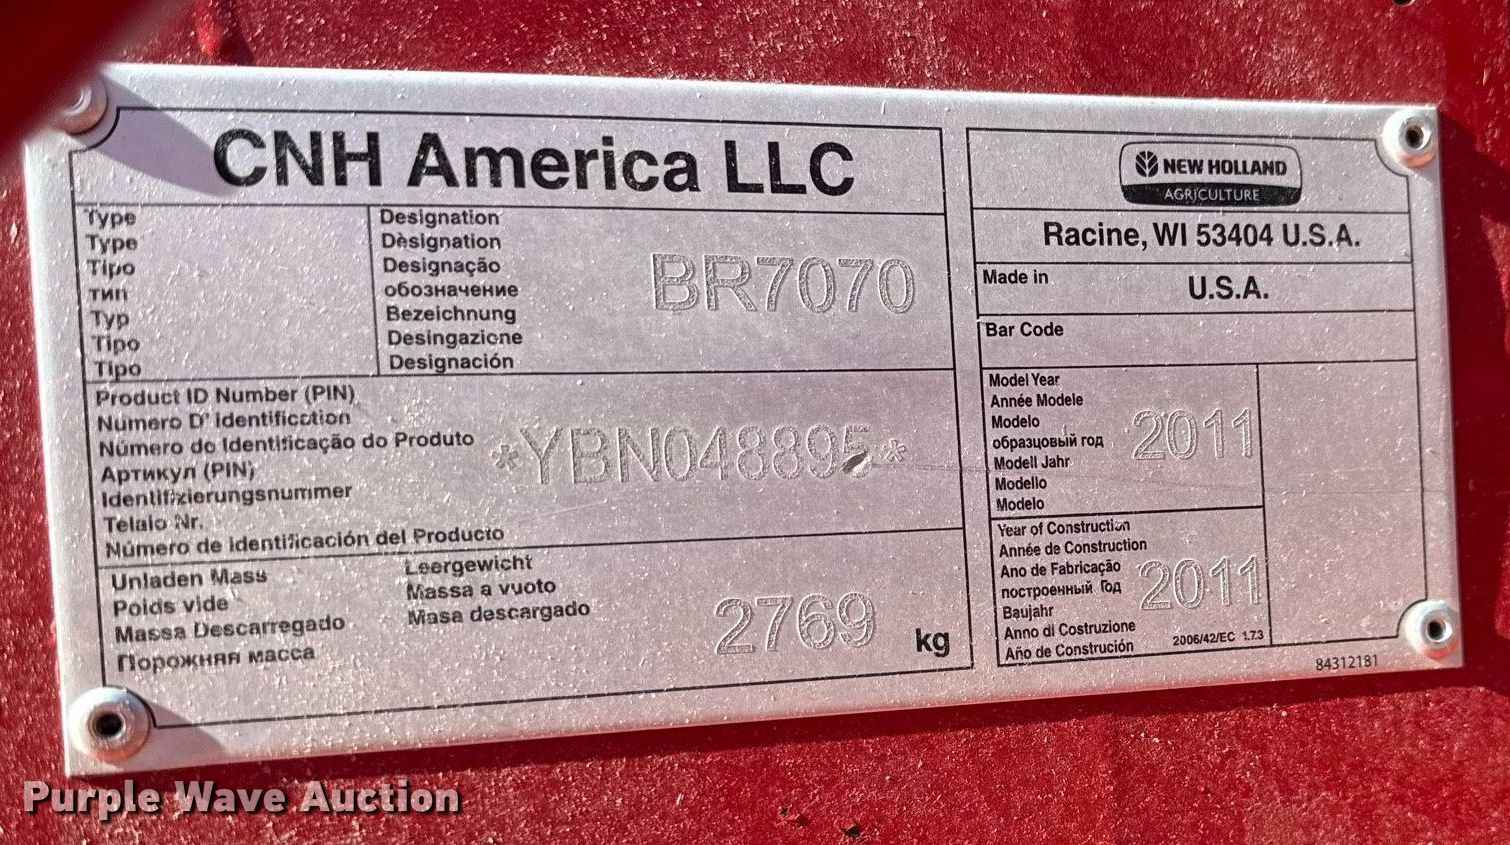 CNH America LLC
Type
Type
Tipo
тип
Typ
Tipo
Tipo
Designation
Dèsignation
Designação
обозначение
Bezeichnung
Desingazione
Designación
BR7070
Product ID Number (PIN)
Número D' identification
Número de Identificação do Produto
Артикул (PIN)
Identifizierungsnummer
Telaio Nr.
Número de identificación del Producto
*YBN048895*
Unladen Mass
Poids vide
Massa Descarregado
Порожняя масса
Leergewicht
Massa a vuoto
Masa descargado
2769 kg
NEW HOLLAND
AGRICULTURE
Racine, WI 53404 U.S.A.
Made in U.S.A.
Bar Code
Model Year
Année Modele
Modelo
образцовый год
Modell Jahr
Modello
Modelo
2011
Year of Construction
Année de Construction
Ano de Fabricação
построенный Год
Baujahr
Anno di Costruzione
Año de Construción
2011
2006/42/EC 1.7.3
84312181
Purple Wave Auction